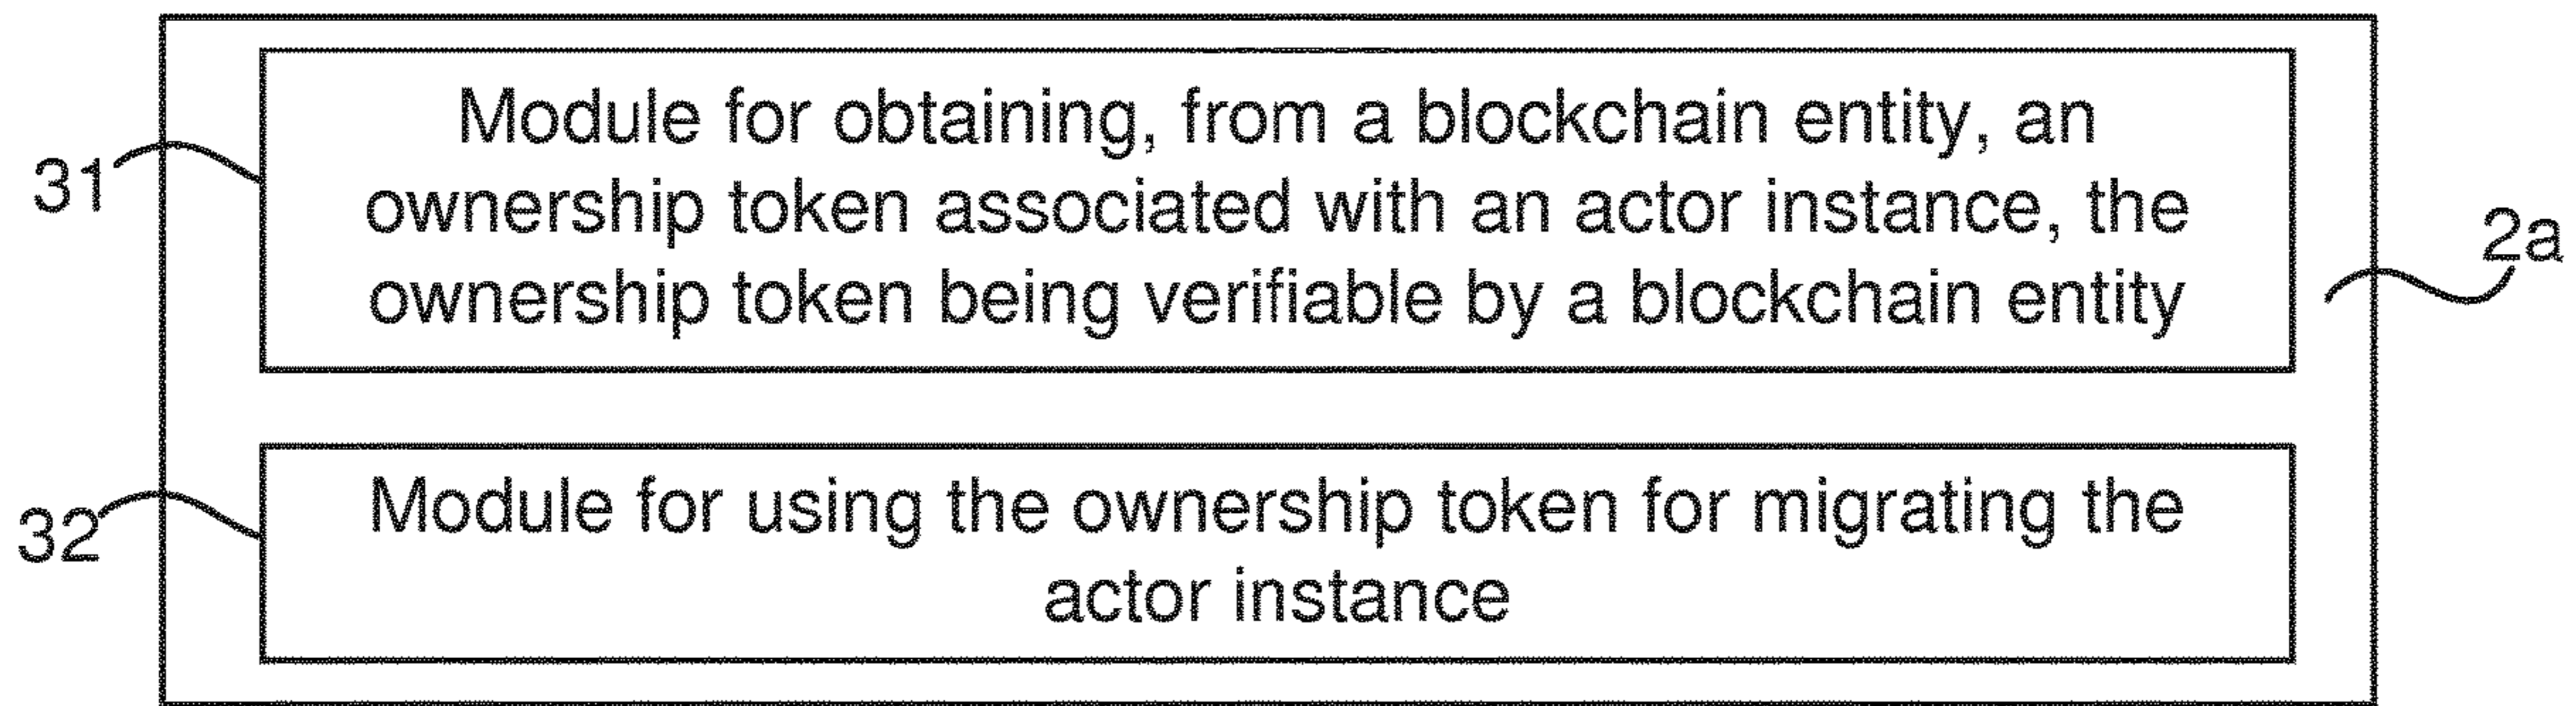 Module for obtaining, from a blockchain entity, an
ownership token associated with an actor instance, the
ownership token being verifiable by a blockchain entity
31
2a
Module for using the ownership token for migrating the
actor instance
32